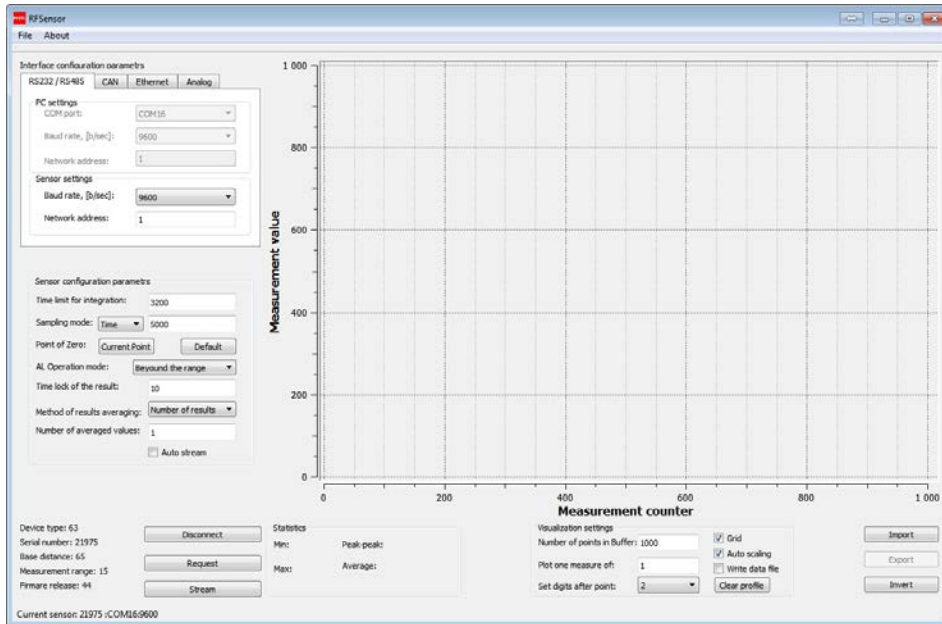 RFSensor
File About
Interface configuration parametrs
RS232 / RS485 CAN Ethernet Analog
PC settings
COM port: COM16
Baud rate, [b/sec]: 9600
Network address: 1
Sensor settings
Baud rate, [b/sec]: 9600
Network address: 1
Sensor configuration parametrs
Time limit for integration: 3200
Sampling mode: Time 5000
Point of Zero: Current Point Default
AL Operation mode: Beyound the range
Time lock of the result: 10
Method of results averaging: Number of results
Number of averaged values: 1
Auto stream
Measurement value
1 000
800
600
400
200
0
0 200 400 600 800 1 000
Measurement counter
Device type: 63
Serial number: 21975
Base distance: 65
Measurement range: 15
Firmare release: 44
Disconnect
Request
Stream
Statistics
Min: Peak-peak:
Max: Average:
Visualization settings
Number of points in Buffer: 1000
Plot one measure of: 1
Set digits after point: 2
Grid
Auto scaling
Write data file
Clear profile
Import
Export
Invert
Current sensor: 21975 :COM16:9600